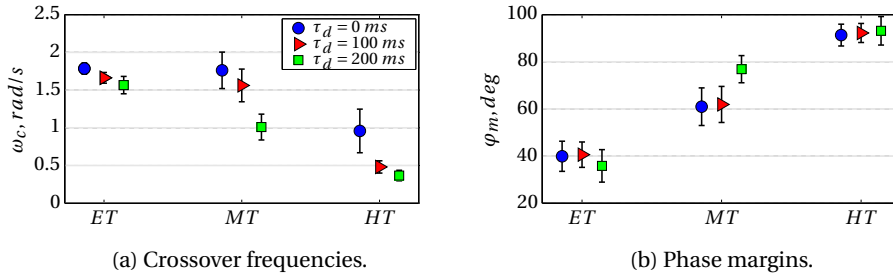 τ_d = 0 ms
τ_d = 100 ms
τ_d = 200 ms
ω_c, rad/s
2.5
2
1.5
1
0.5
0
ET MT HT
(a) Crossover frequencies.
φ_m, deg
100
80
60
40
20
ET MT HT
(b) Phase margins.